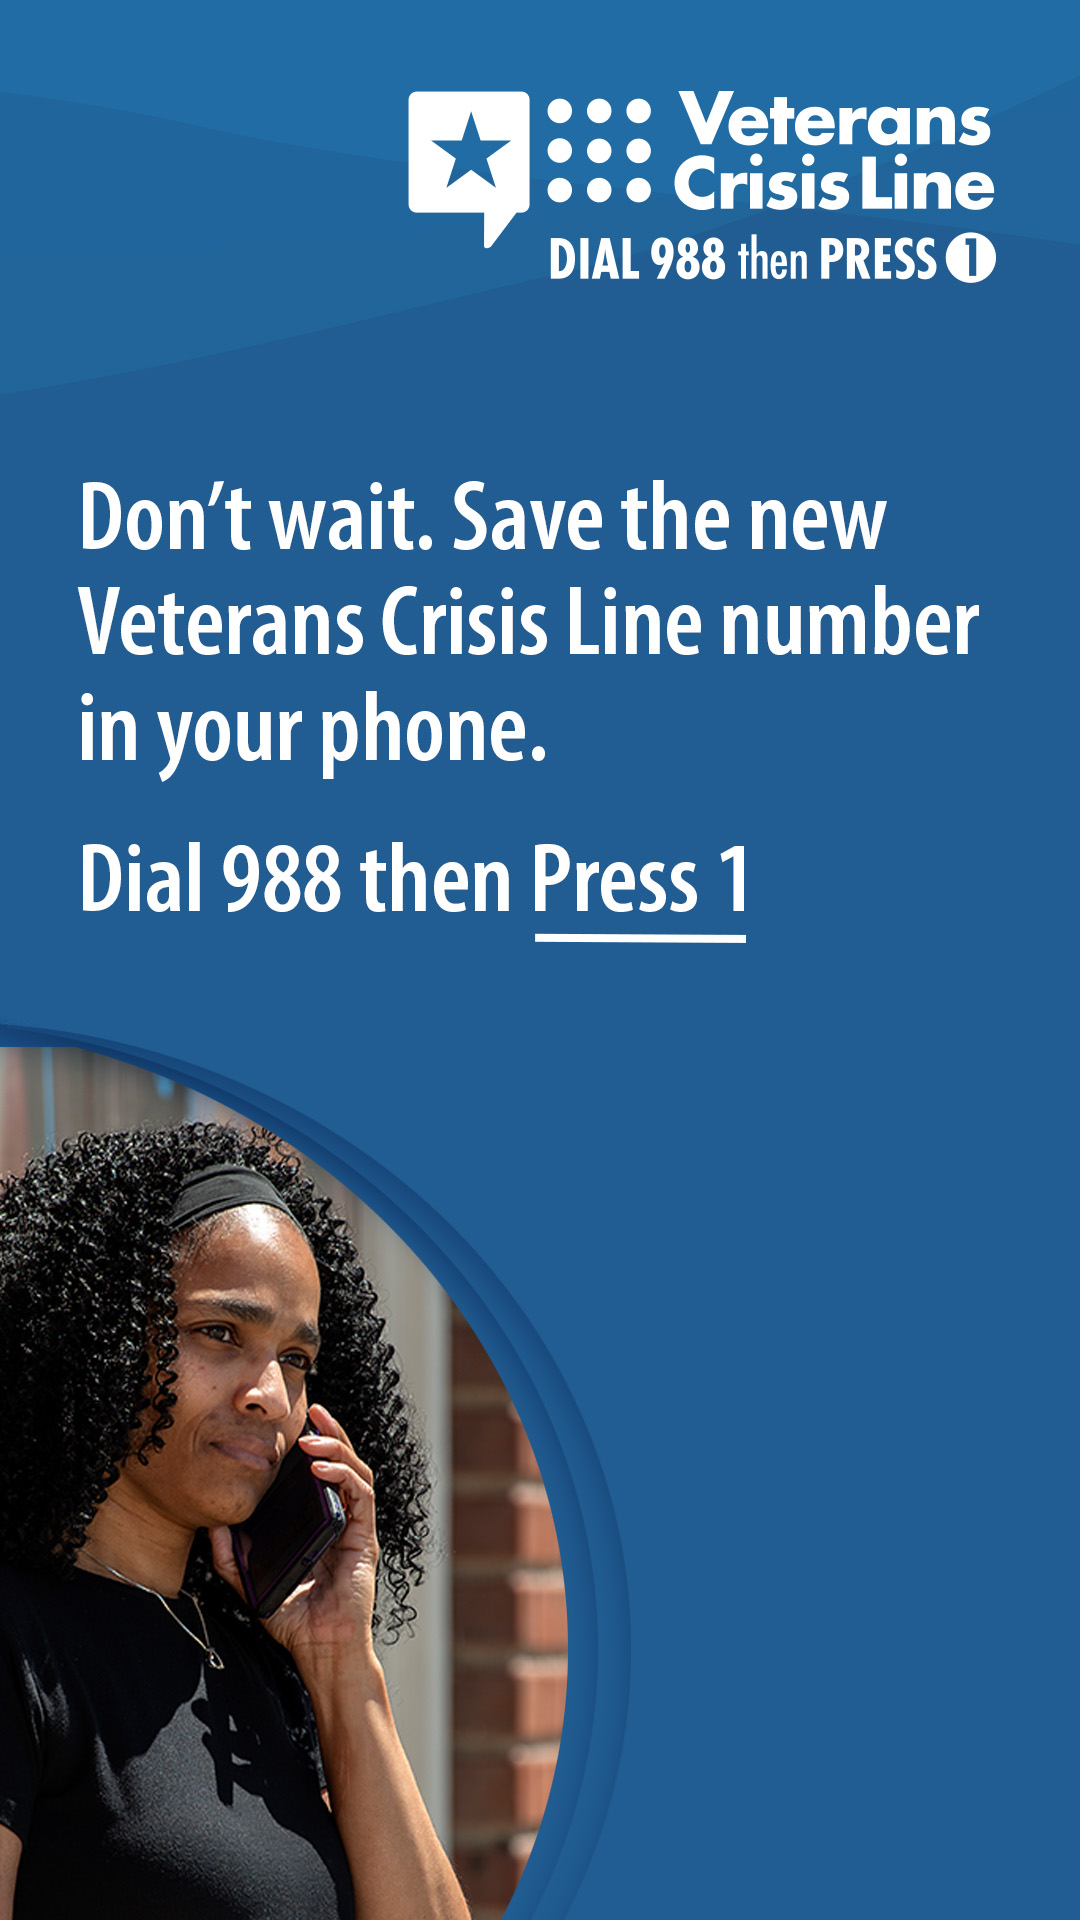 Veterans
Crisis Line
DIAL 988 then PRESS 1
Don’t wait. Save the new
Veterans Crisis Line number
in your phone.
Dial 988 then Press 1